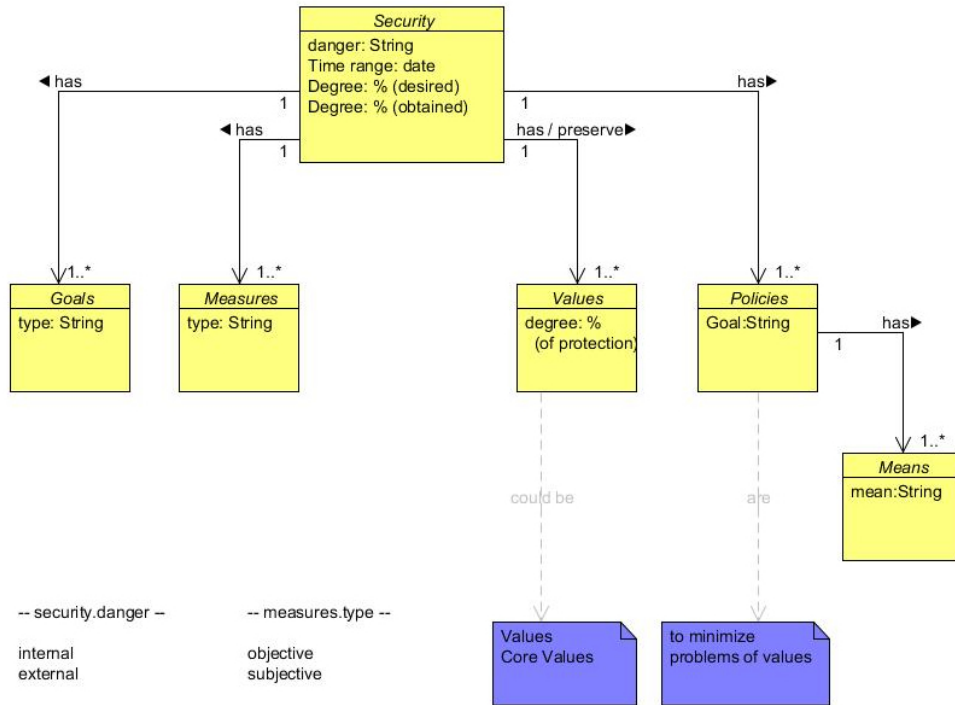 Security
danger: String
Time range: date
Degree: % (desired)
Degree: % (obtained)
◄ has
1
has►
1
◄ has
1
has / preserve►
1
1..*
1..*
1..*
1..*
Goals
type: String
Measures
type: String
Values
degree: %
(of protection)
Policies
Goal:String
has►
1
1..*
Means
mean:String
could be
are
-- security.danger --
internal
external
-- measures.type --
objective
subjective
Values
Core Values
to minimize
problems of values